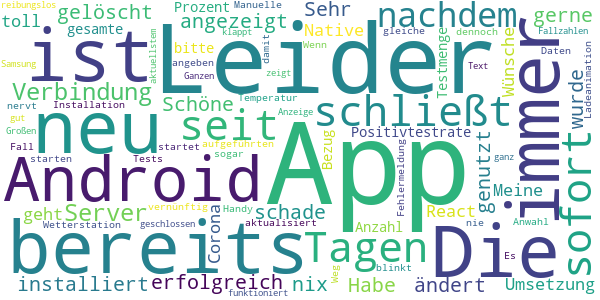 reibungslos
gelöscht
Prozent
Manuelle
Sehr
nachdem
gerne
toll
angezeigt
Native
Fallzahlen
gesamte
Wenn
klappt
damit
gleiche
dennoch
Daten
ist
Leider
bitte
Testmenge
Wünsche
wurde
immer
Samsung
aktuellistem
angeben
Ganzen
zeigt
Text
Ladeanimation
Verbindung
seit
Schöne
Temperatur
Anzeige
schließt
nervt
Installation
gut
Großen
neu
App
Die
sofort
Positivtestrate
Fall
Tests
startet
aufgeführten
Bezug
starten
sogar
Fehlermeldung
genutzt
ganz
Android
Meine
geht
Server
vernünftig
Handy
Corona
schade
Anzahl
React
nie
Anwahl
Wetterstation
geschlossen
aktualisiert
Es
bereits
Tagen
blinkt
Weg
installiert
erfolgreich
nix
Habe
ändert
Umsetzung
funktioniert